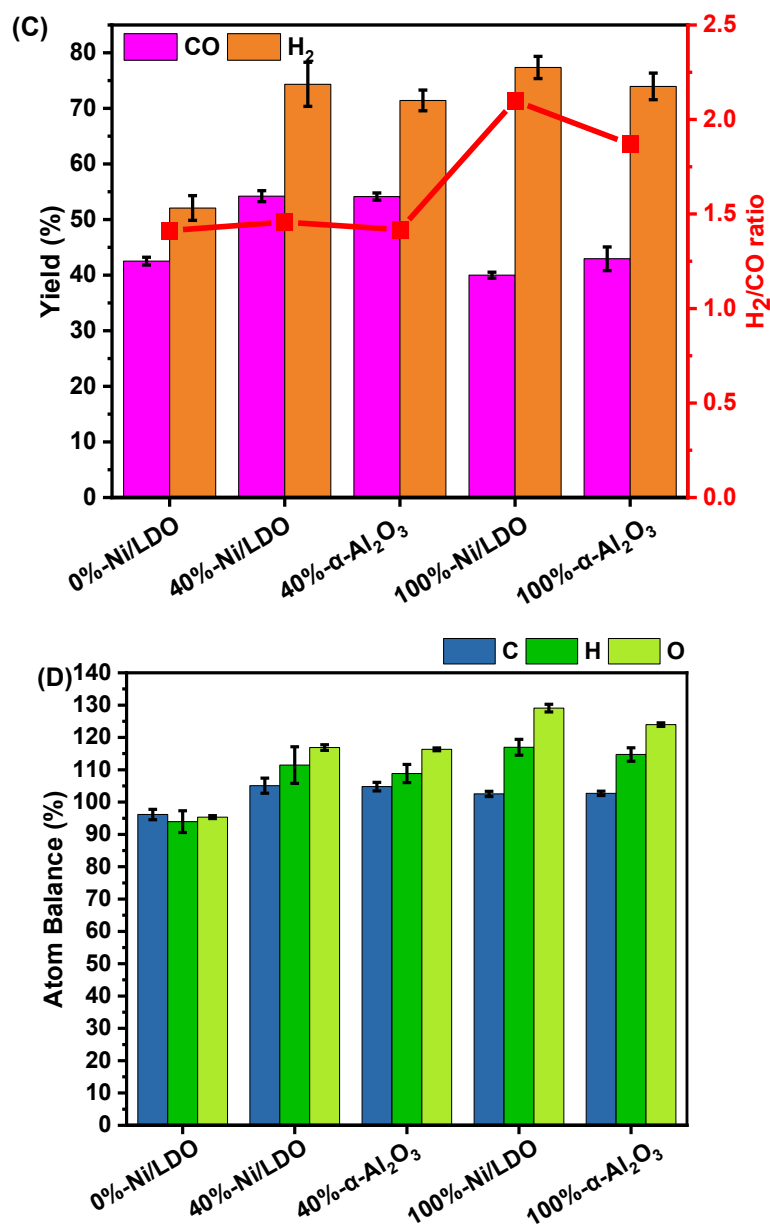 (C)
CO H₂
80
70
60
50
40
30
20
10
0
Yield (%)
2.5
2.0
1.5
1.0
0.5
0.0
H₂/CO ratio
0%-Ni/LDO
40%-Ni/LDO
40%-α-Al₂O₃
100%-Ni/LDO
100%-α-Al₂O₃
C H O
(D)
140
130
120
110
100
90
80
70
60
50
40
30
20
10
0
Atom Balance (%)
0%-Ni/LDO
40%-Ni/LDO
40%-α-Al₂O₃
100%-Ni/LDO
100%-α-Al₂O₃